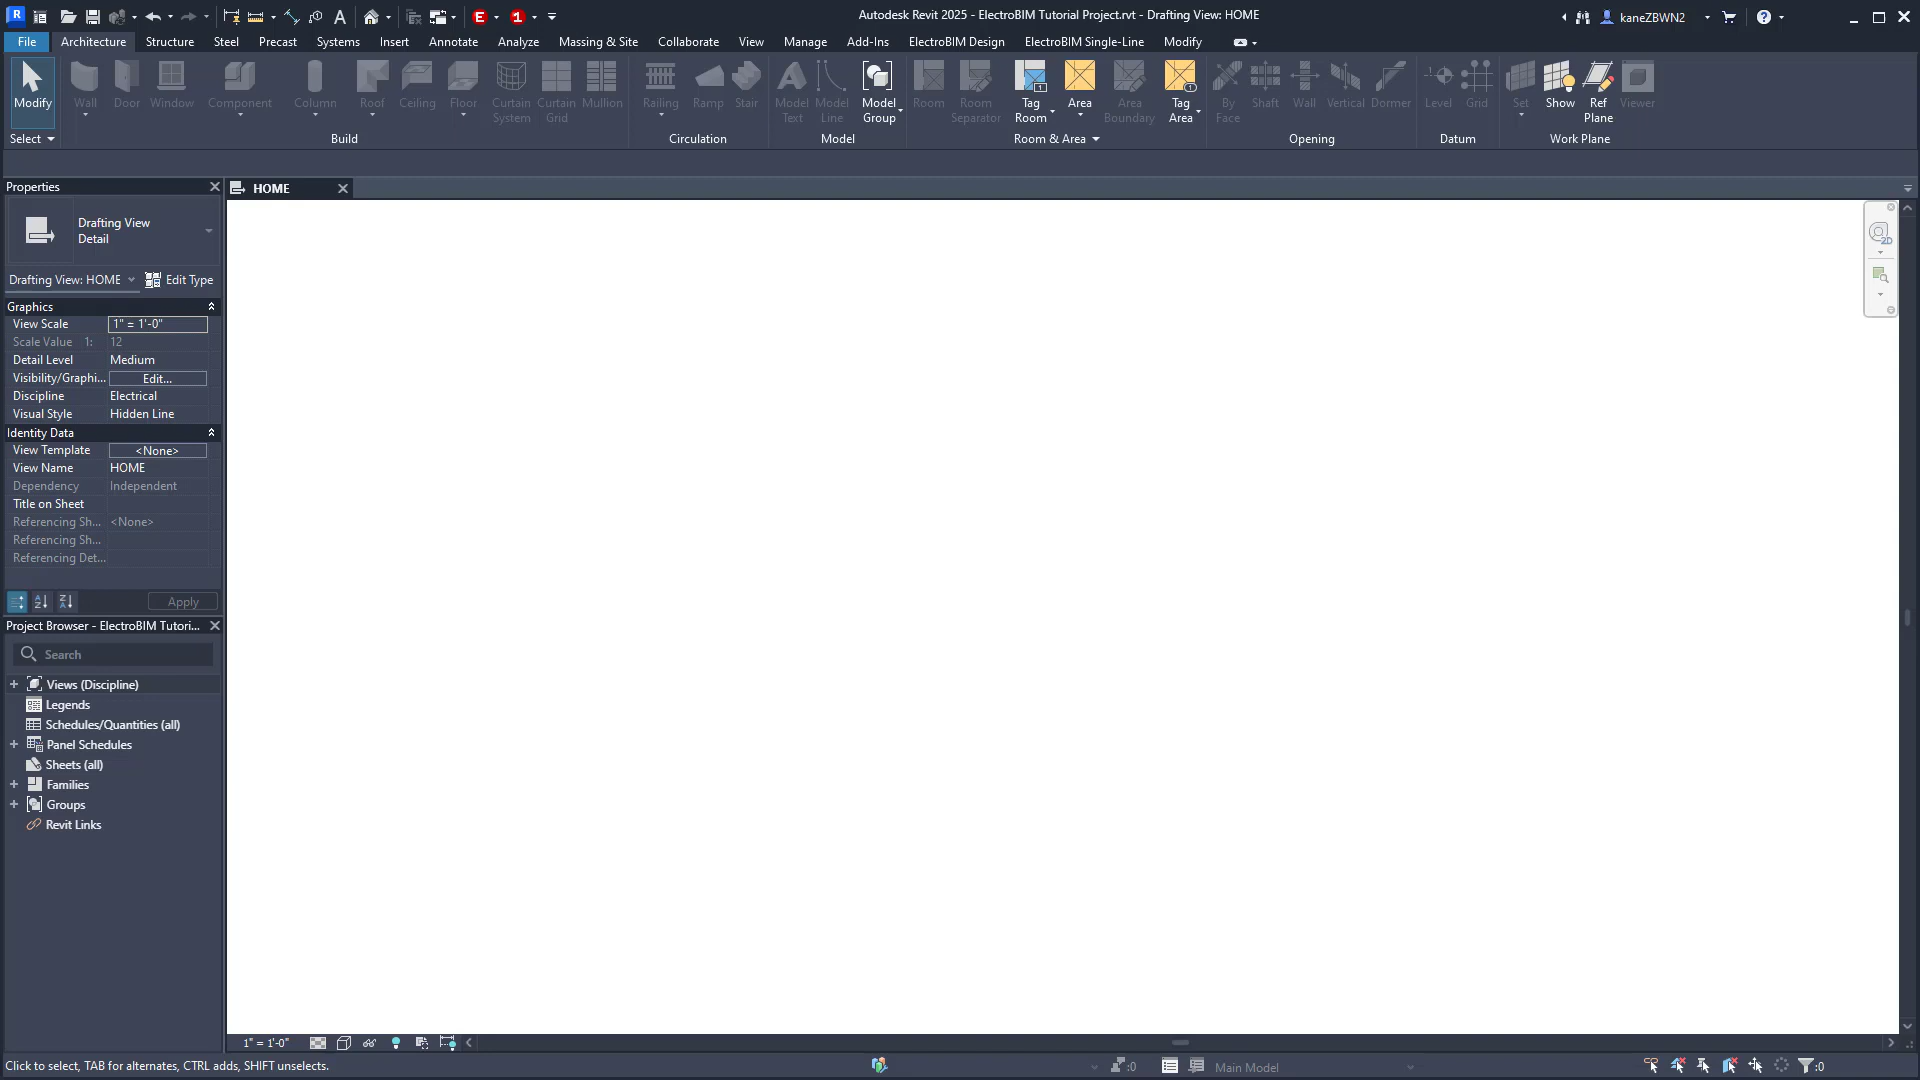 Autodesk Revit 2025 - ElectroBIM Tutorial Project.rvt - Drafting View: HOME
kaneZBWN2
File Architecture Structure Steel Precast Systems Insert Annotate Analyze Massing & Site Collaborate View Manage Add-Ins ElectroBIM Design ElectroBIM Single-Line Modify
Modify
Wall
Door
Window
Component
Column
Roof
Ceiling
Floor
Curtain
System
Curtain
Grid
Mullion
Railing
Ramp
Stair
Model
Text
Model
Line
Model
Group
Room
Room
Separator
Tag
Room
Area
Area
Boundary
Tag
Area
By
Face
Shaft
Wall
Vertical
Dormer
Level
Grid
Set
Show
Ref
Plane
Viewer
Select Build Circulation Model Room & Area Opening Datum Work Plane
Properties
HOME
Drafting View
Detail
Drafting View: HOME
Edit Type
Graphics
View Scale 1" = 1'-0"
Scale Value 1: 12
Detail Level Medium
Visibility/Graphi... Edit...
Discipline Electrical
Visual Style Hidden Line
Identity Data
View Template <None>
View Name HOME
Dependency Independent
Title on Sheet
Referencing Sh... <None>
Referencing Sh...
Referencing Det...
Apply
Project Browser - ElectroBIM Tutori...
Search
Views (Discipline)
Legends
Schedules/Quantities (all)
Panel Schedules
Sheets (all)
Families
Groups
Revit Links
2D
1" = 1'-0"
Click to select, TAB for alternates, CTRL adds, SHIFT unselects.
:0
Main Model
:0